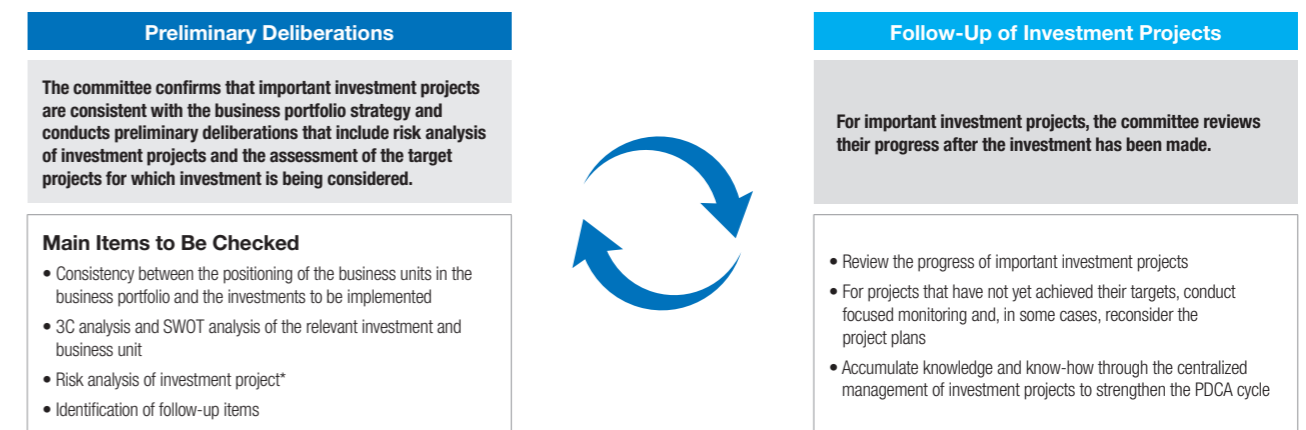 Preliminary Deliberations
The committee confirms that important investment projects
are consistent with the business portfolio strategy and
conducts preliminary deliberations that include risk analysis
of investment projects and the assessment of the target
projects for which investment is being considered.
Main Items to Be Checked
• Consistency between the positioning of the business units in the
business portfolio and the investments to be implemented
• 3C analysis and SWOT analysis of the relevant investment and
business unit
• Risk analysis of investment project*
• Identification of follow-up items
Follow-Up of Investment Projects
For important investment projects, the committee reviews
their progress after the investment has been made.
• Review the progress of important investment projects
• For projects that have not yet achieved their targets, conduct
focused monitoring and, in some cases, reconsider the
project plans
• Accumulate knowledge and know-how through the centralized
management of investment projects to strengthen the PDCA cycle